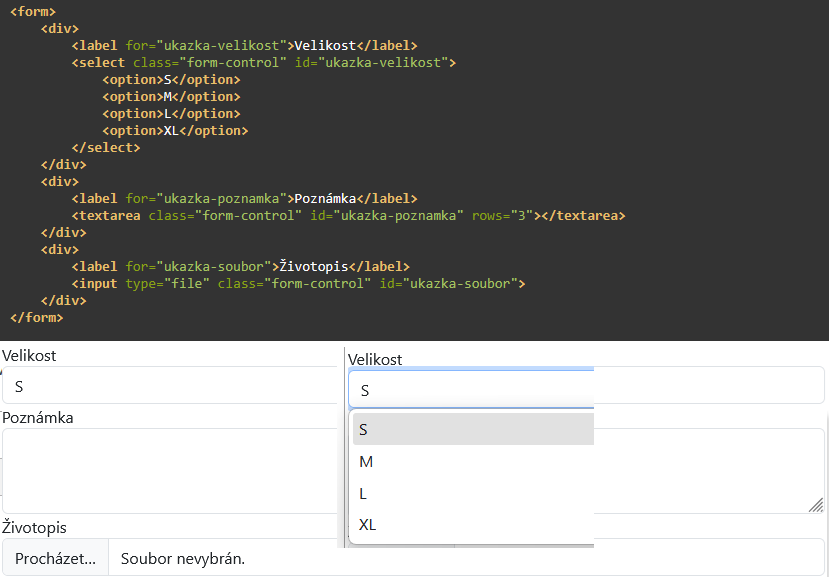 <form>
<div>
<label for="ukazka-velikost">Velikost</label>
<select class="form-control" id="ukazka-velikost">
<option>S</option>
<option>M</option>
<option>L</option>
<option>XL</option>
</select>
</div>
<div>
<label for="ukazka-poznamka">Poznámka</label>
<textarea class="form-control" id="ukazka-poznamka" rows="3"></textarea>
</div>
<div>
<label for="ukazka-soubor">Životopis</label>
<input type="file" class="form-control" id="ukazka-soubor">
</div>
</form>
Velikost
S
Poznámka
Životopis
Procházet... Soubor nevybrán.
Velikost
S
S
M
L
XL